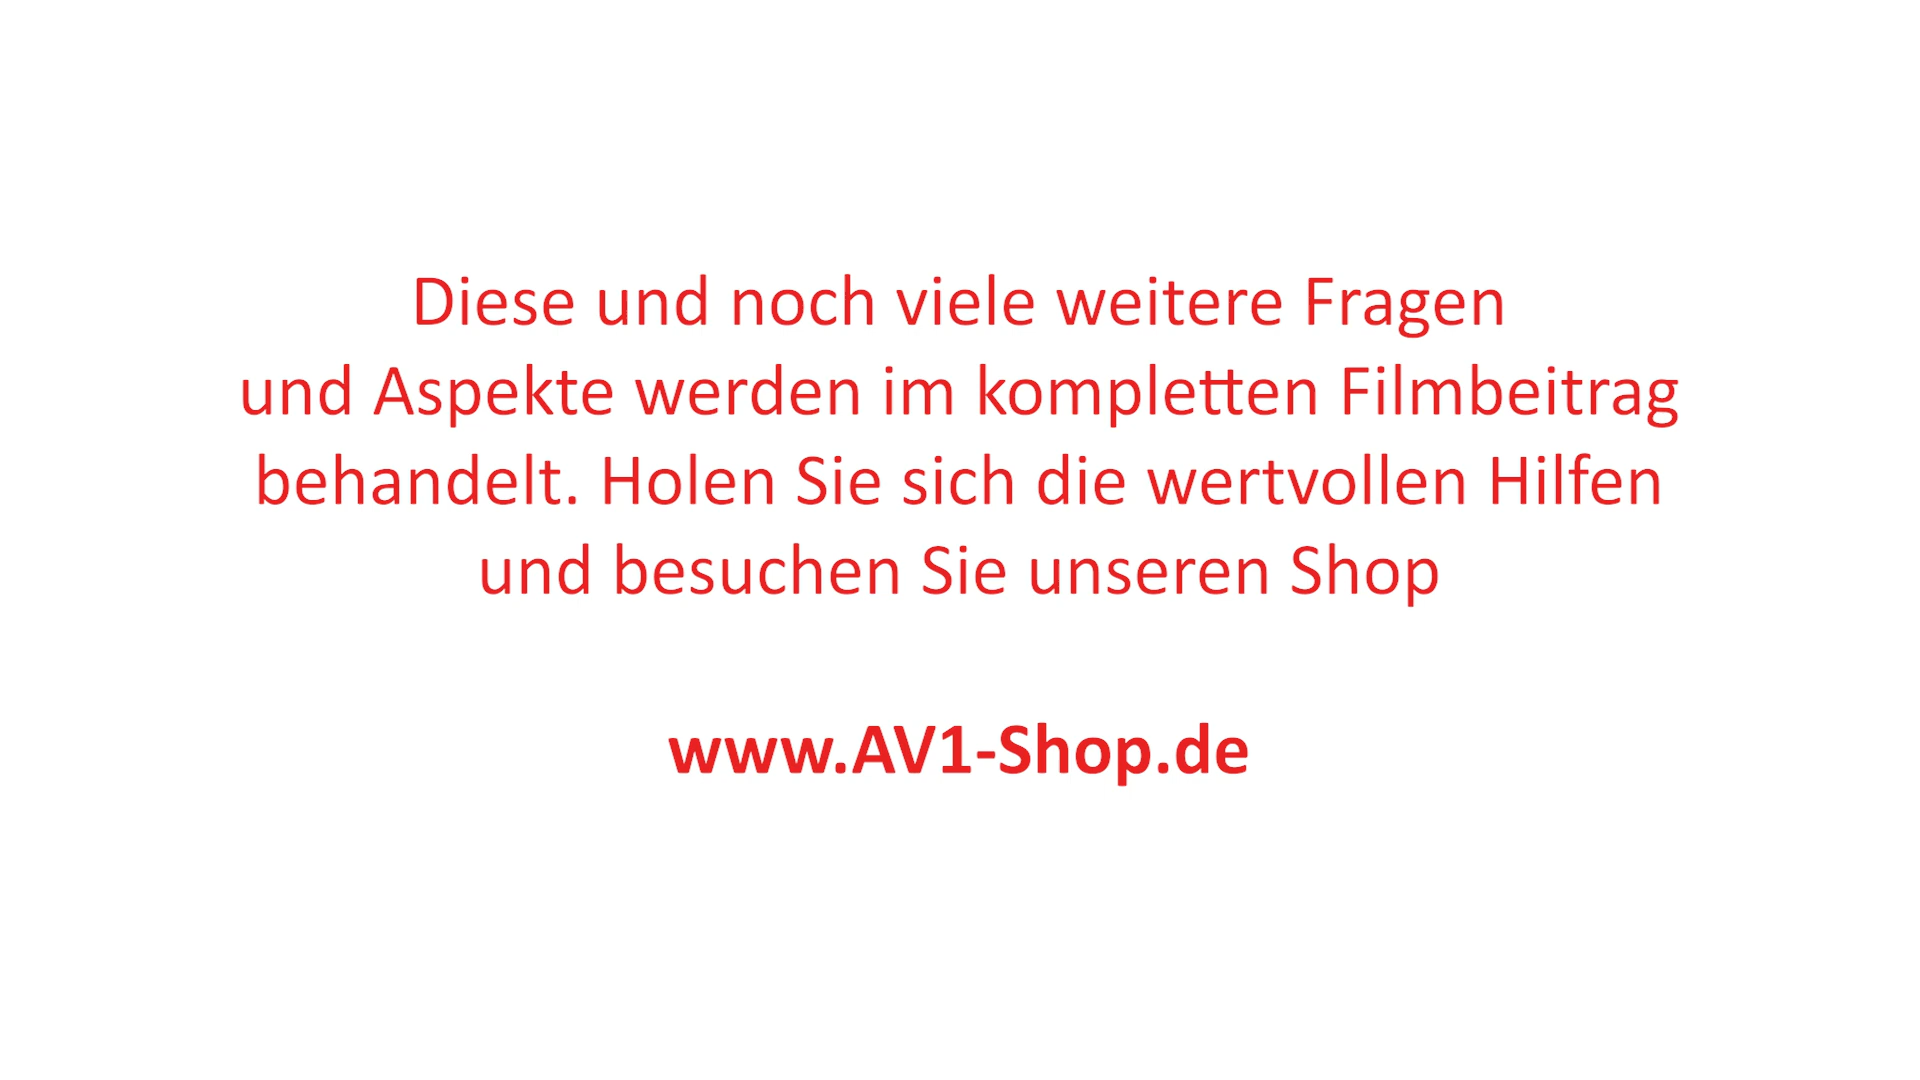 Diese und noch viele weitere Fragen
und Aspekte werden im kompletten Filmbeitrag
behandelt. Holen Sie sich die wertvollen Hilfen
und besuchen Sie unseren Shop
www.AV1-Shop.de